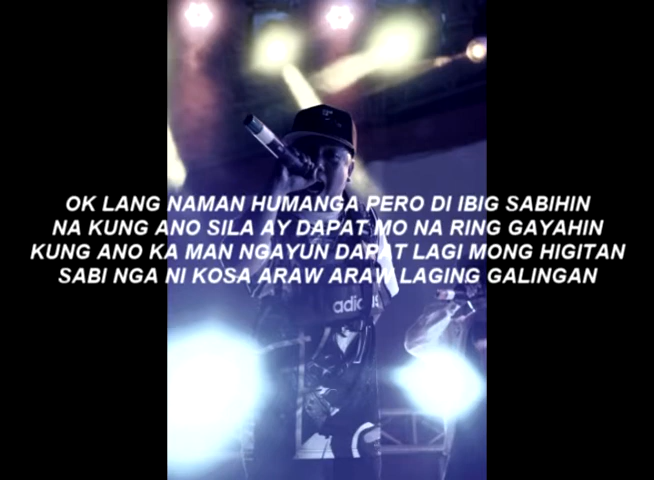 OK LANG NAMAN HUMANGA PERO DI IBIG SABIHIN
NA KUNG ANO SILA AY DAPAT MO NA RING GAYAHIN
KUNG ANO KA MAN NGAYUN DAPAT LAGI MONG HIGITAN
SABI NGA NI KOSA ARAW ARAW LAGING GALINGAN
adidas